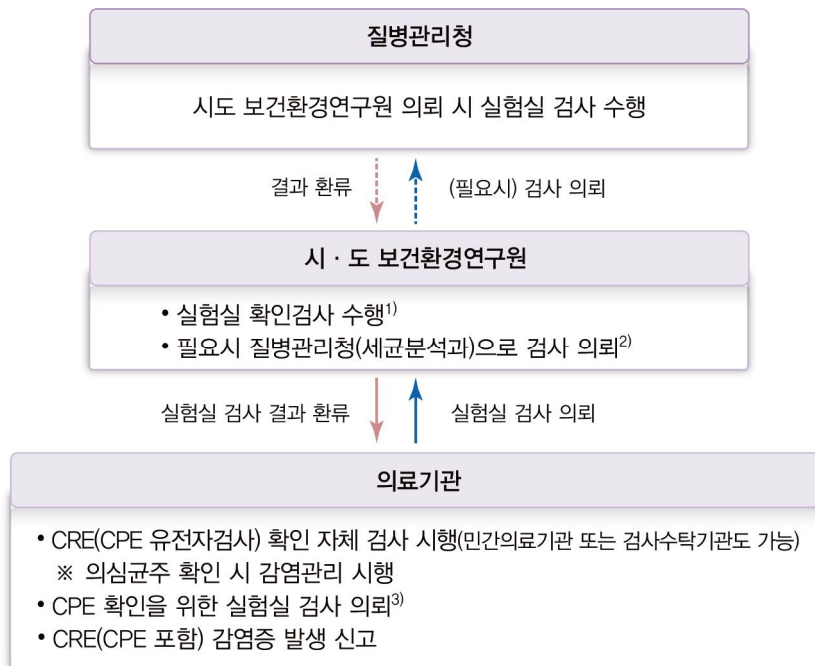 질병관리청
시도 보건환경연구원 의뢰 시 실험실 검사 수행
결과 환류
(필요시) 검사 의뢰
시 · 도 보건환경연구원
• 실험실 확인검사 수행1)
• 필요시 질병관리청(세균분석과)으로 검사 의뢰2)
실험실 검사 결과 환류
실험실 검사 의뢰
의료기관
• CRE(CPE 유전자검사) 확인 자체 검사 시행(민간의료기관 또는 검사수탁기관도 가능)
※ 의심균주 확인 시 감염관리 시행
• CPE 확인을 위한 실험실 검사 의뢰3)
• CRE(CPE 포함) 감염증 발생 신고